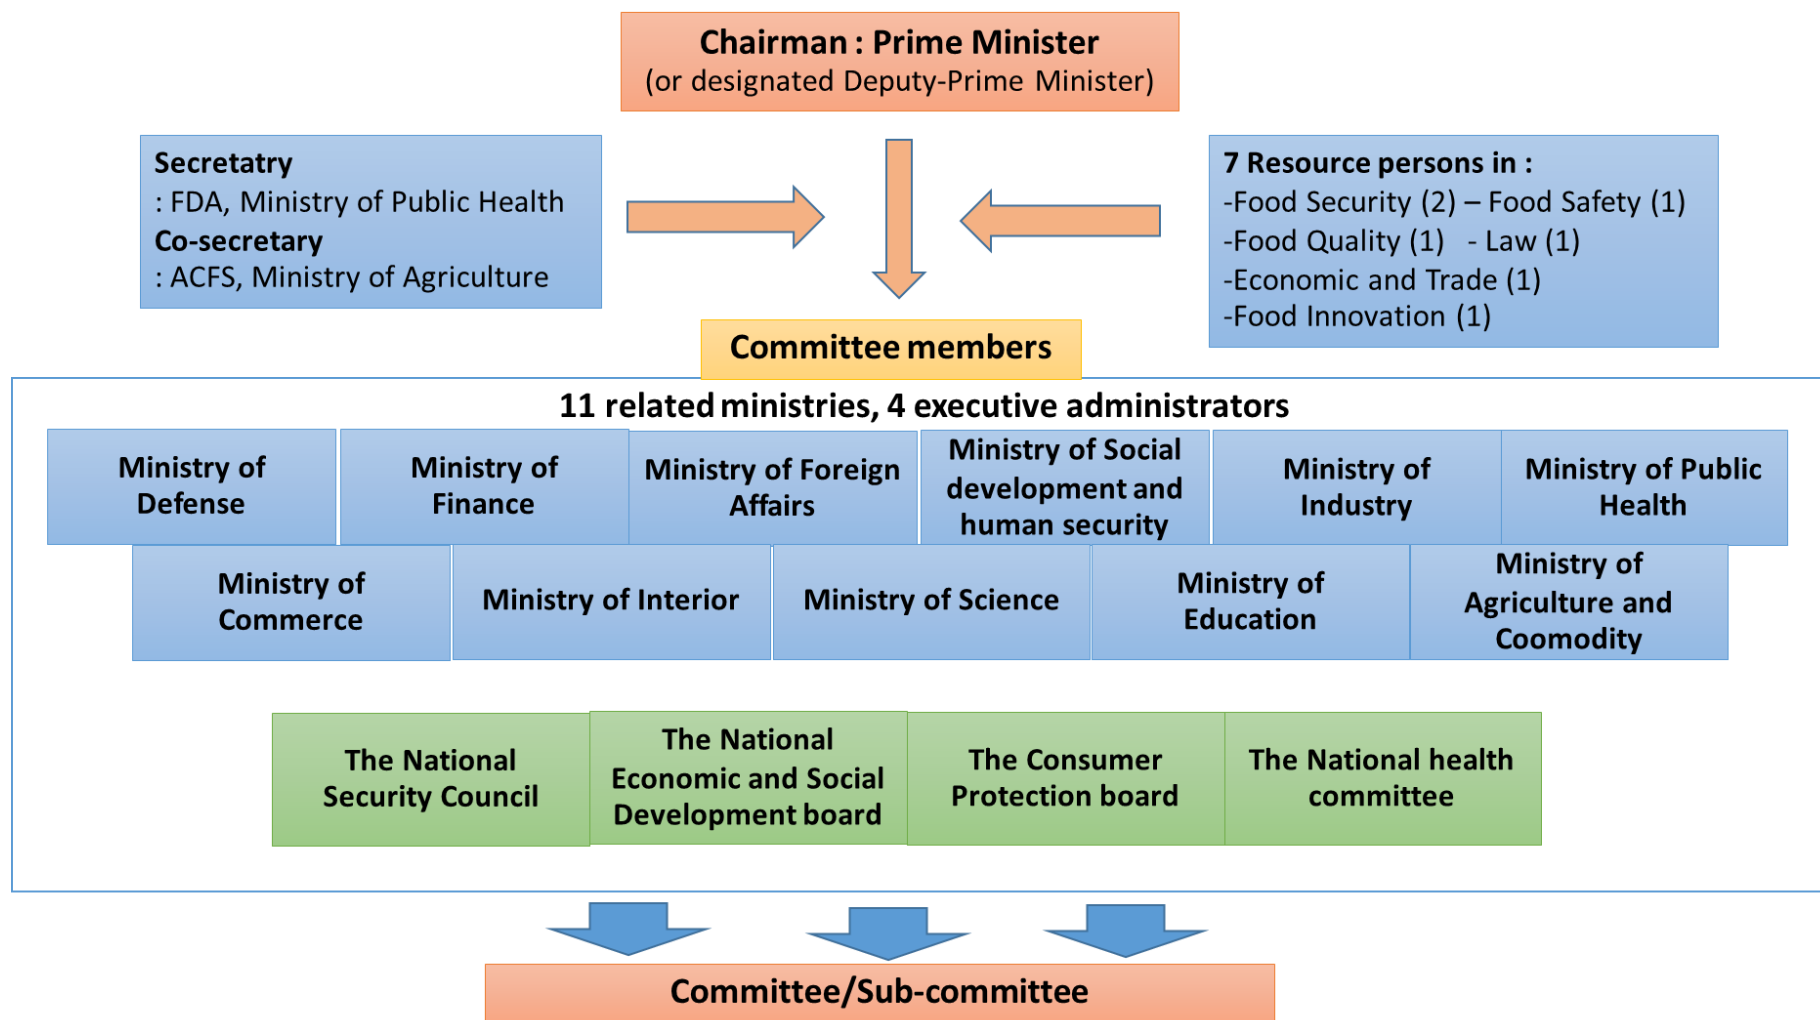 Chairman : Prime Minister
(or designated Deputy-Prime Minister)
Secretatry
: FDA, Ministry of Public Health
Co-secretary
: ACFS, Ministry of Agriculture
7 Resource persons in :
-Food Security (2) – Food Safety (1)
-Food Quality (1)   - Law (1)
-Economic and Trade (1)
-Food Innovation (1)
Committee members
11 related ministries, 4 executive administrators
Ministry of
Defense
Ministry of
Finance
Ministry of Foreign
Affairs
Ministry of Social
development and
human security
Ministry of
Industry
Ministry of Public
Health
Ministry of
Commerce
Ministry of Interior
Ministry of Science
Ministry of
Education
Ministry of
Agriculture and
Coomodity
The National
Security Council
The National
Economic and Social
Development board
The Consumer
Protection board
The National health
committee
Committee/Sub-committee